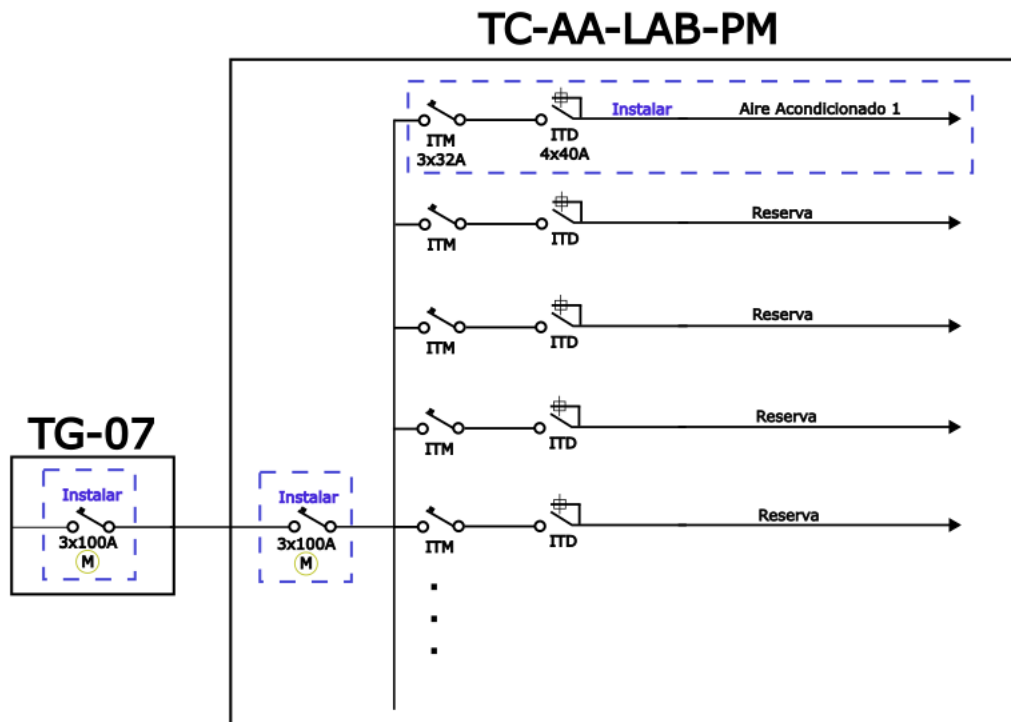 TC-AA-LAB-PM
Instalar
Aire Acondicionado 1
ITM
3x32A
ITD
4x40A
Reserva
ITM
ITD
Reserva
ITM
ITD
Reserva
ITM
ITD
TG-07
Instalar
3x100A
M
Instalar
3x100A
M
Reserva
ITM
ITD